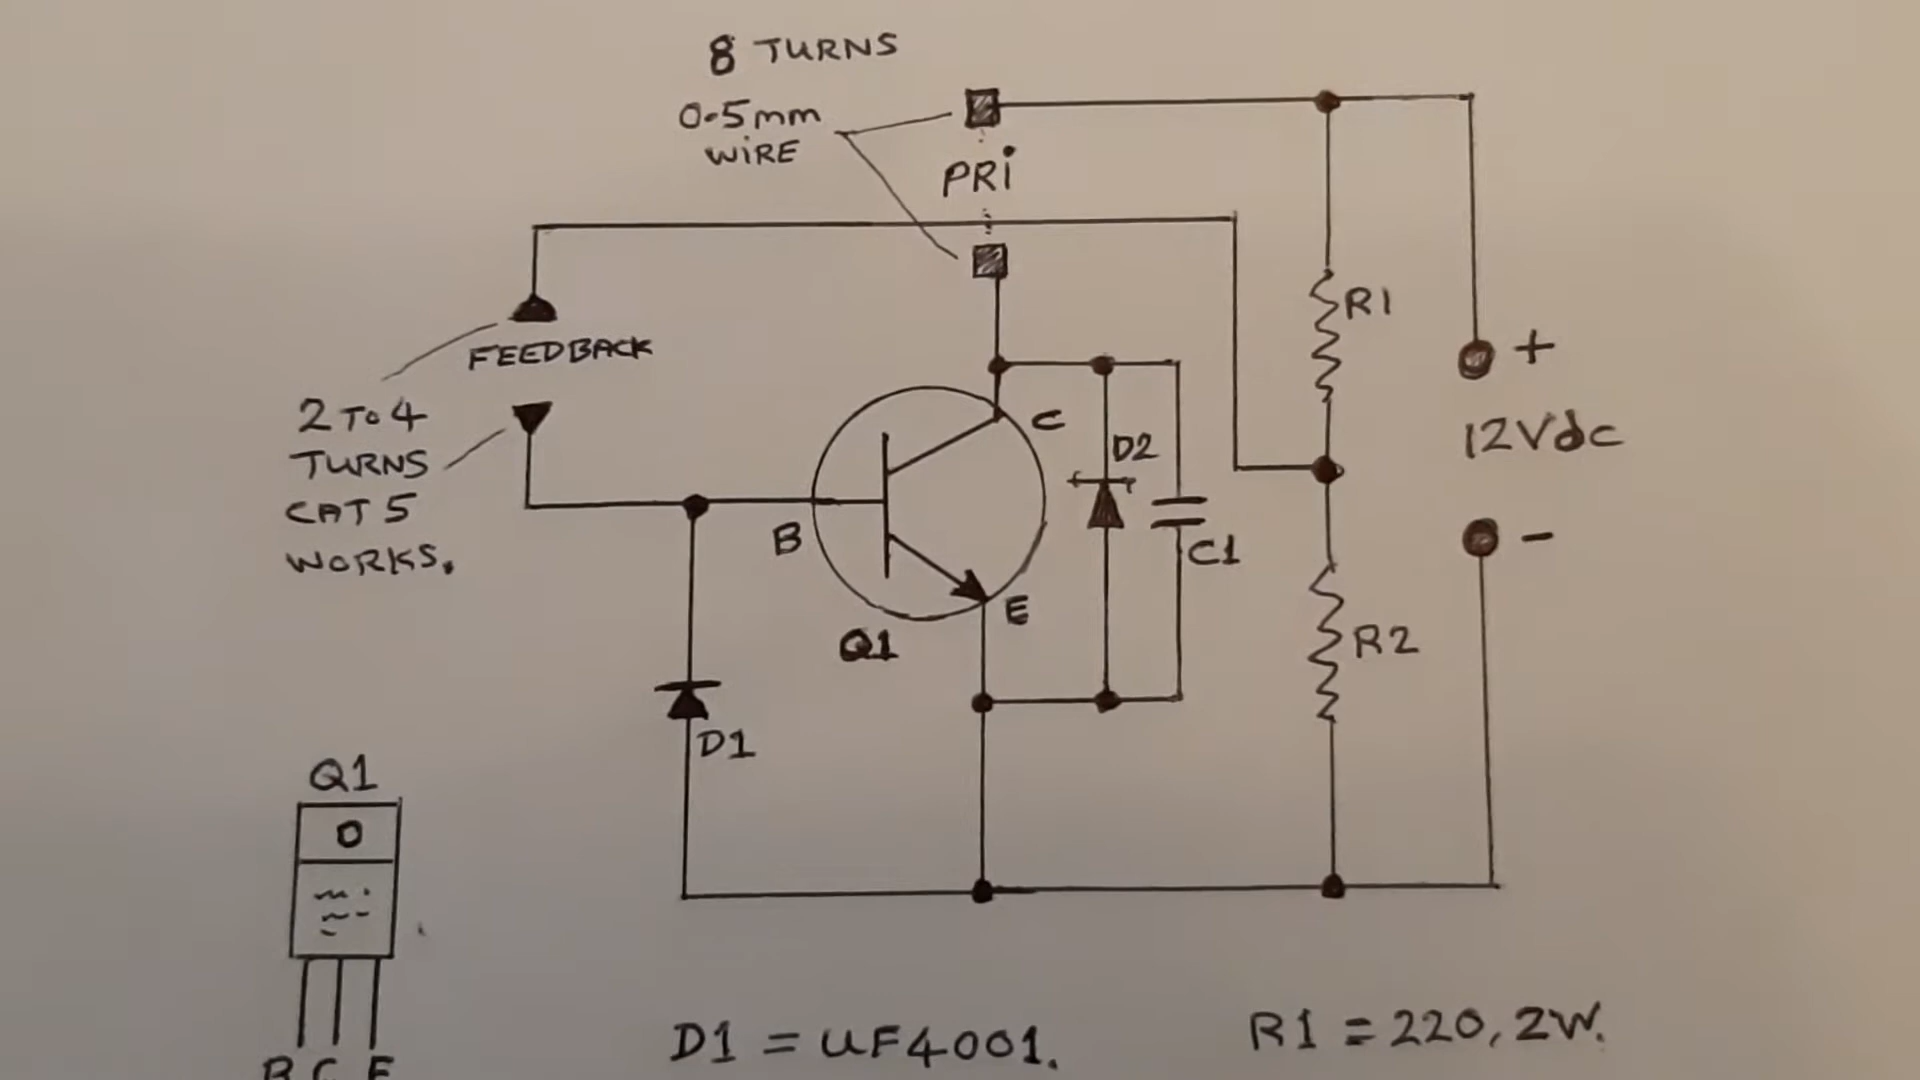 8 TURNS
0.5mm
WIRE
PRi
FEEDBACK
2 To 4
TURNS
CAT 5
WORKS.
R1
+
12Vdc
-
C
D2
C1
B
E
Q1
R2
D1
Q1
B C E
D1 = UF4001.
R1 = 220, 2W.